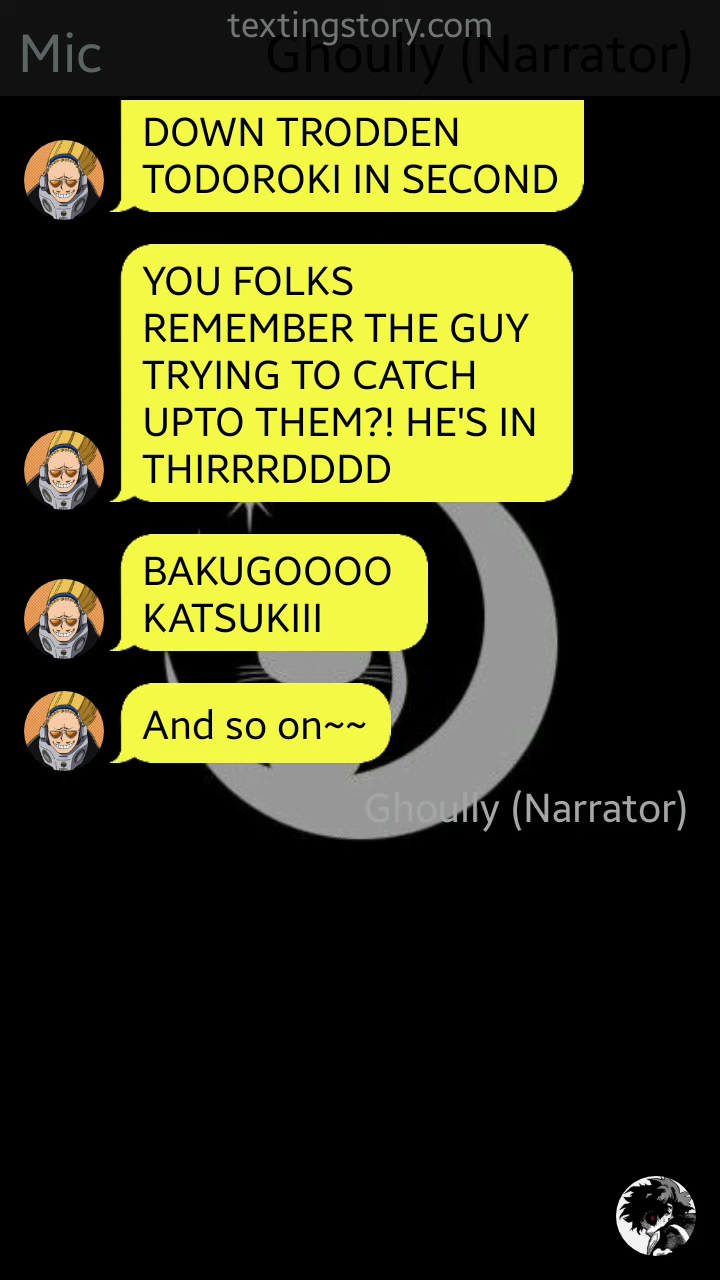 textingstory.com
Mic
Ghoully (Narrator)
DOWN TRODDEN
TODOROKI IN SECOND
YOU FOLKS
REMEMBER THE GUY
TRYING TO CATCH
UPTO THEM?! HE'S IN
THIRRRDDDD
BAKUGOOOO
KATSUKIII
And so on~~
Ghoully (Narrator)